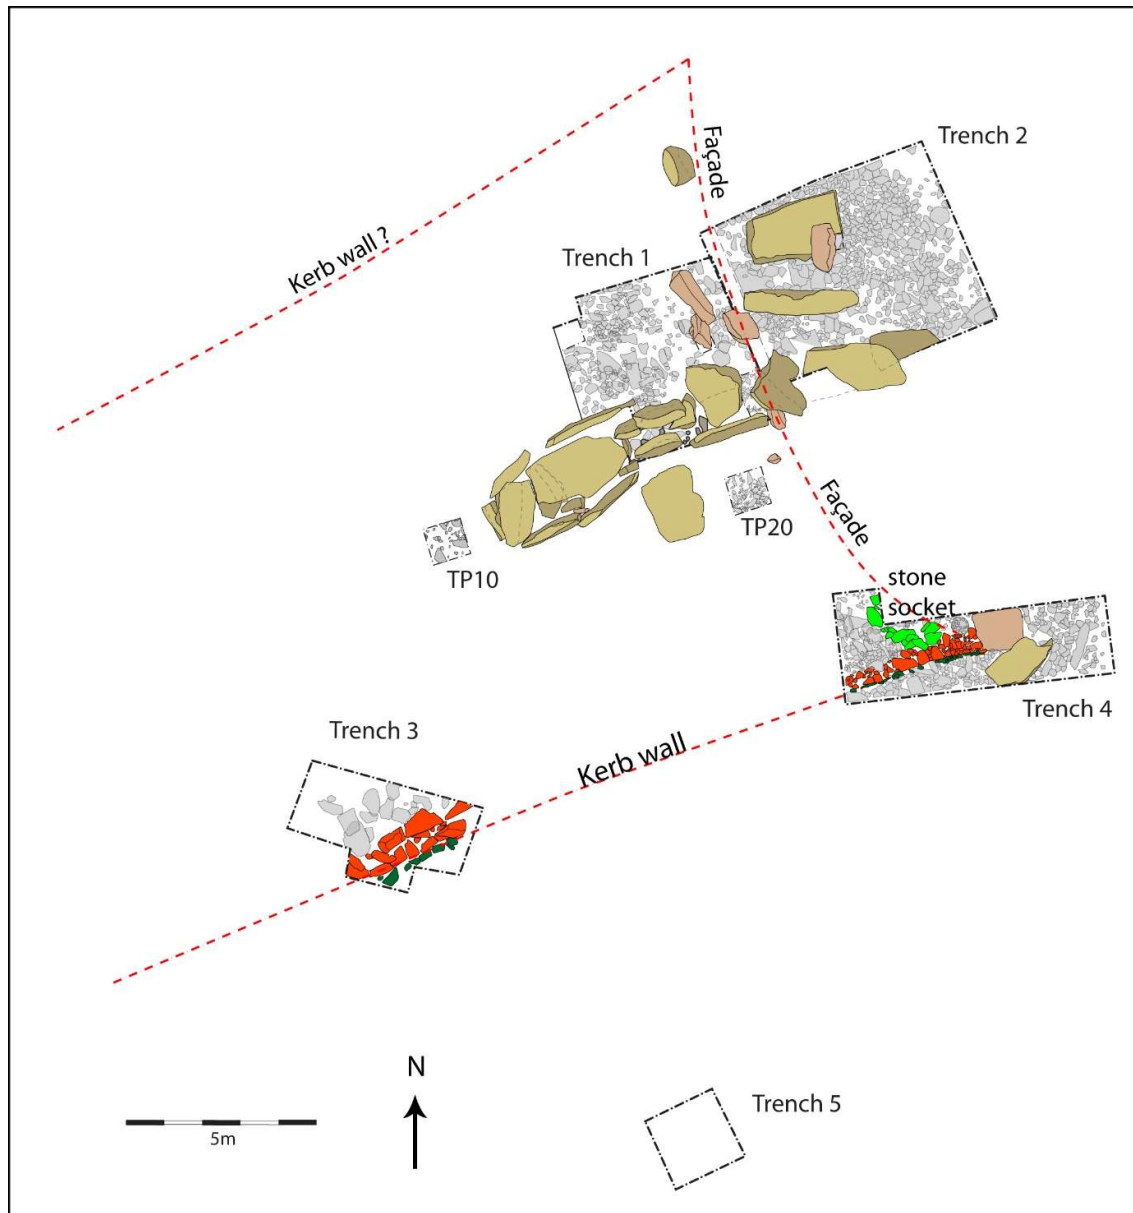 Façade
Trench 2
Kerb wall ?
Trench 1
Façade
TP20
TP10
stone
socket
Trench 4
Trench 3
Kerb wall
N
Trench 5
5m